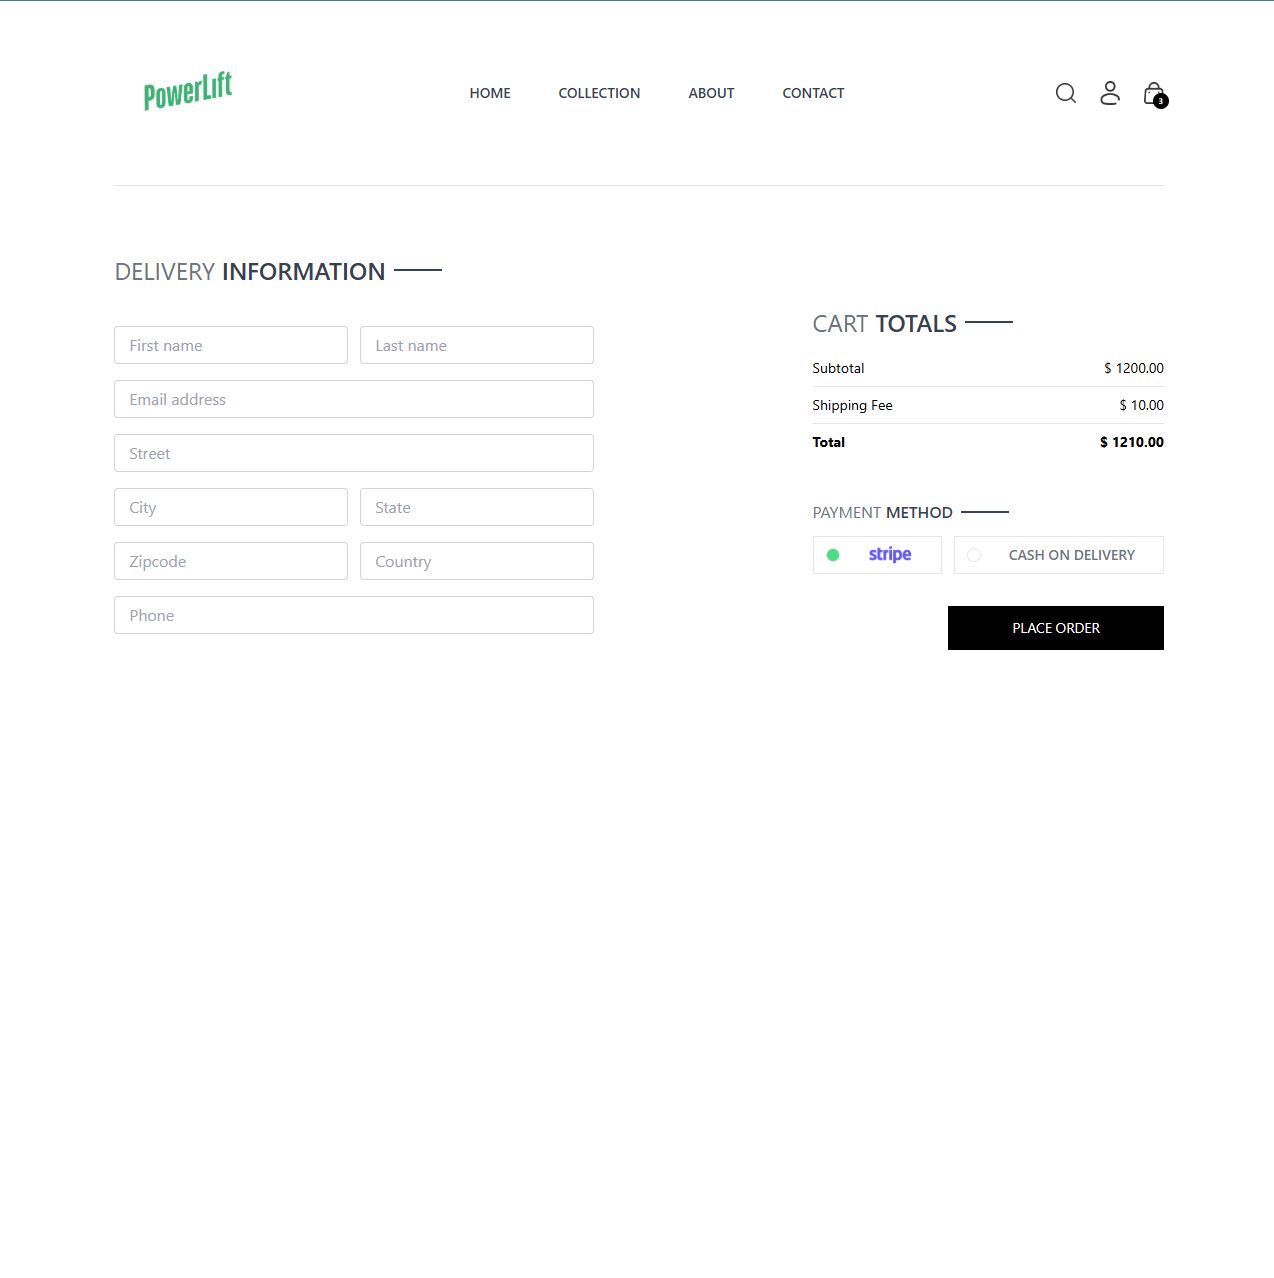 PowerLift
HOME COLLECTION ABOUT CONTACT
3
DELIVERY INFORMATION
First name Last name
Email address
Street
City State
Zipcode Country
Phone
CART TOTALS
Subtotal $ 1200.00
Shipping Fee $ 10.00
Total $ 1210.00
PAYMENT METHOD
stripe CASH ON DELIVERY
PLACE ORDER